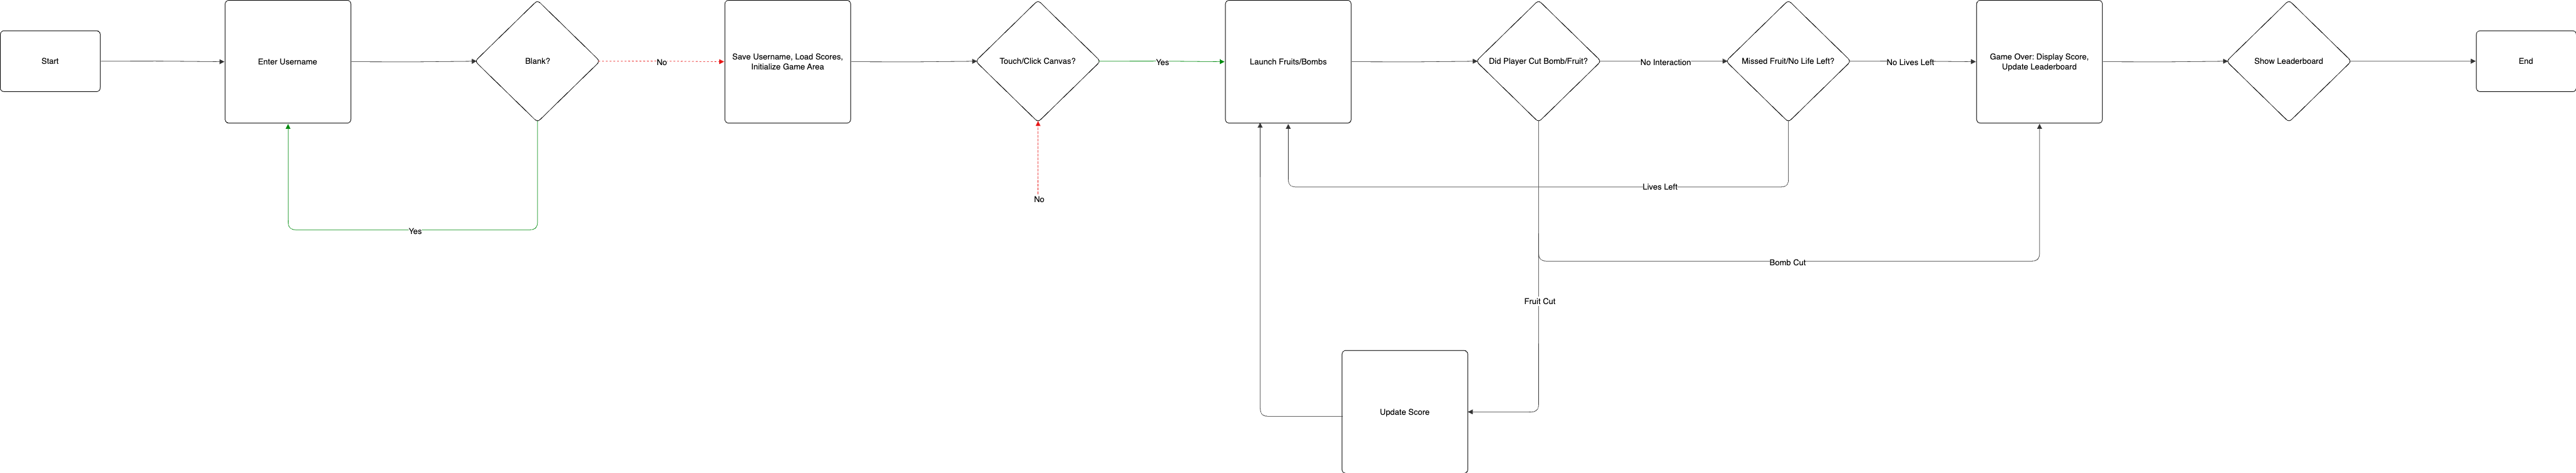 Start
Enter Username
Blank?
No
Save Username, Load Scores,
Initialize Game Area
Touch/Click Canvas?
Yes
Launch Fruits/Bombs
Did Player Cut Bomb/Fruit?
No Interaction
Missed Fruit/No Life Left?
No Lives Left
Game Over: Display Score,
Update Leaderboard
Show Leaderboard
End
Lives Left
No
Yes
Bomb Cut
Fruit Cut
Update Score